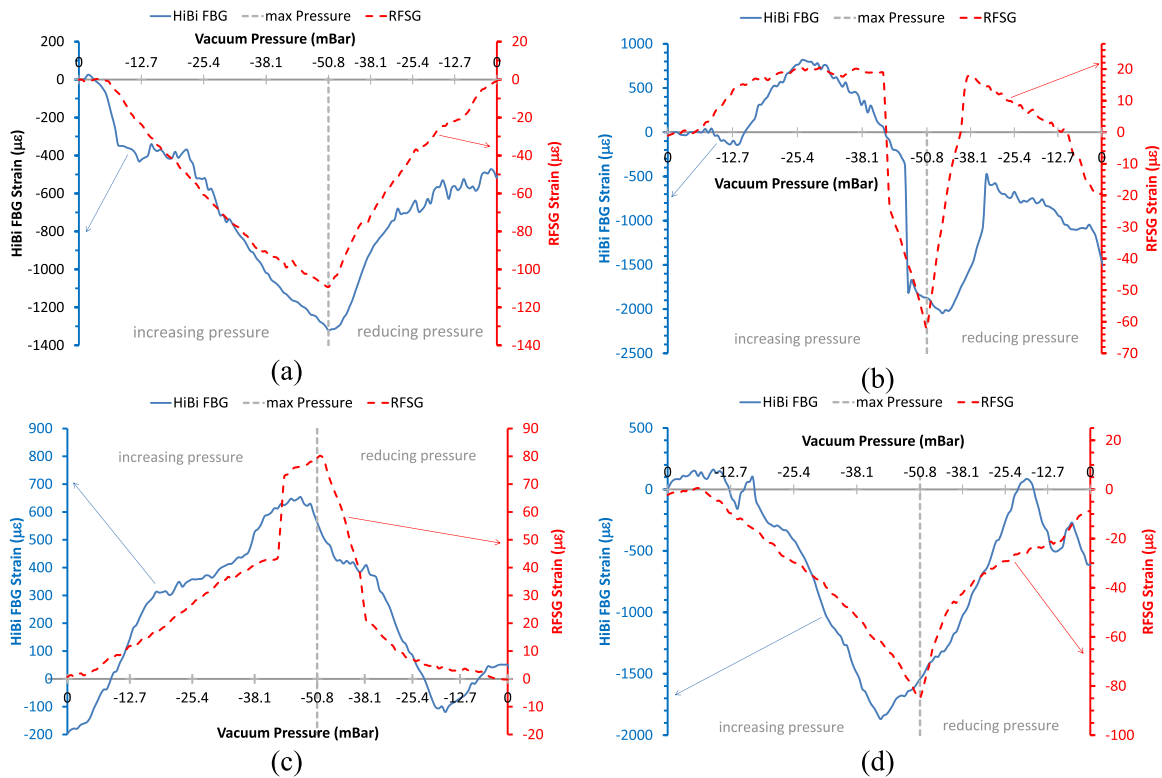 (a)
HiBi FBG max Pressure RFSG
Vacuum Pressure (mBar)
0 -12.7 -25.4 -38.1 -50.8 -38.1 -25.4 -12.7 0
200
0
-200
-400
-600
-800
-1000
-1200
-1400
HiBi FBG Strain (με)
20
0
-20
-40
-60
-80
-100
-120
-140
RFSG Strain (με)
increasing pressure reducing pressure
(a)
HiBi FBG max Pressure RFSG
1000
500
0
-500
-1000
-1500
-2000
-2500
HiBi FBG Strain (με)
0 -12.7 -25.4 -38.1 -50.8 -38.1 -25.4 -12.7 0
Vacuum Pressure (mBar)
20
10
0
-10
-20
-30
-40
-50
-60
-70
RFSG Strain (με)
increasing pressure reducing pressure
(b)
HiBi FBG max Pressure RFSG
900
800
700
600
500
400
300
200
100
0
-100
-200
HiBi FBG Strain (με)
increasing pressure reducing pressure
90
80
70
60
50
40
30
20
10
0
-10
-20
RFSG Strain (με)
0 -12.7 -25.4 -38.1 -50.8 -38.1 -25.4 -12.7 0
Vacuum Pressure (mBar)
(c)
HiBi FBG max Pressure RFSG
Vacuum Pressure (mBar)
0 -12.7 -25.4 -38.1 -50.8 -38.1 -25.4 -12.7 0
500
0
-500
-1000
-1500
-2000
HiBi FBG Strain (με)
20
0
-20
-40
-60
-80
-100
RFSG Strain (με)
increasing pressure reducing pressure
(d)